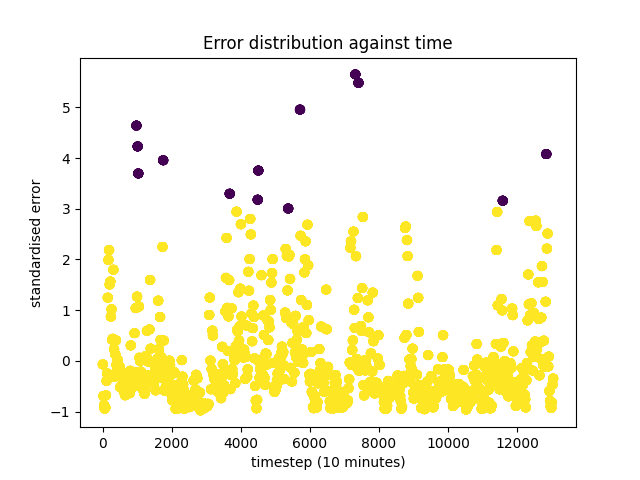 Error distribution against time
standardised error
5
4
3
2
1
0
−1
0 2000 4000 6000 8000 10000 12000
timestep (10 minutes)